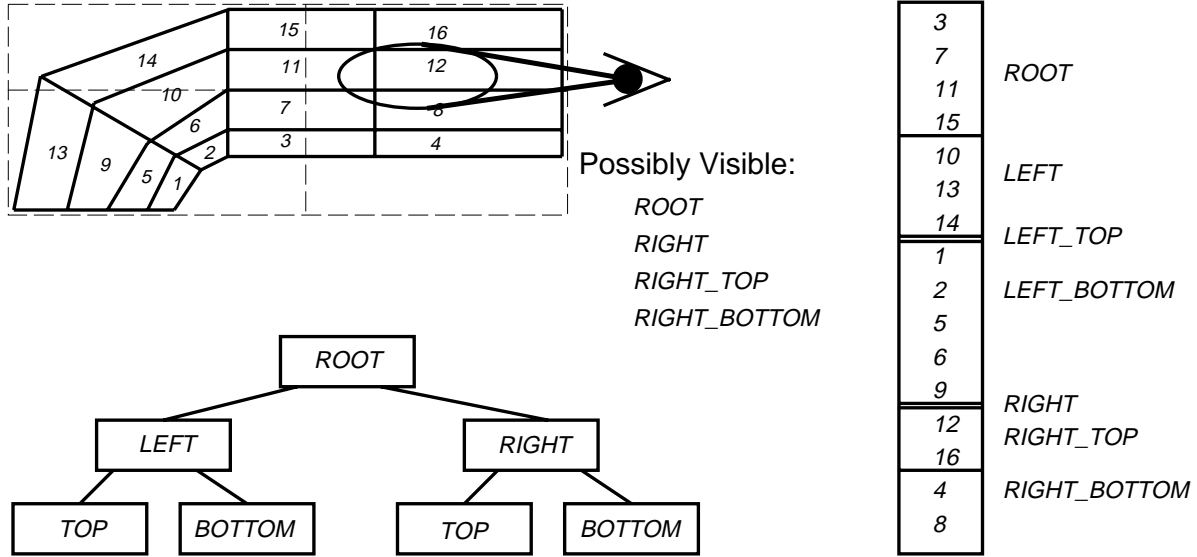 15 16
14
11 12
10
7 8
6
3 4
2
13 9 5 1
Possibly Visible:
ROOT
RIGHT
RIGHT_TOP
RIGHT_BOTTOM
ROOT
LEFT RIGHT
TOP BOTTOM TOP BOTTOM
3
7
ROOT
11
15
10
LEFT
13
14
LEFT_TOP
1
2 LEFT_BOTTOM
5
6
9
RIGHT
12
RIGHT_TOP
16
4 RIGHT_BOTTOM
8